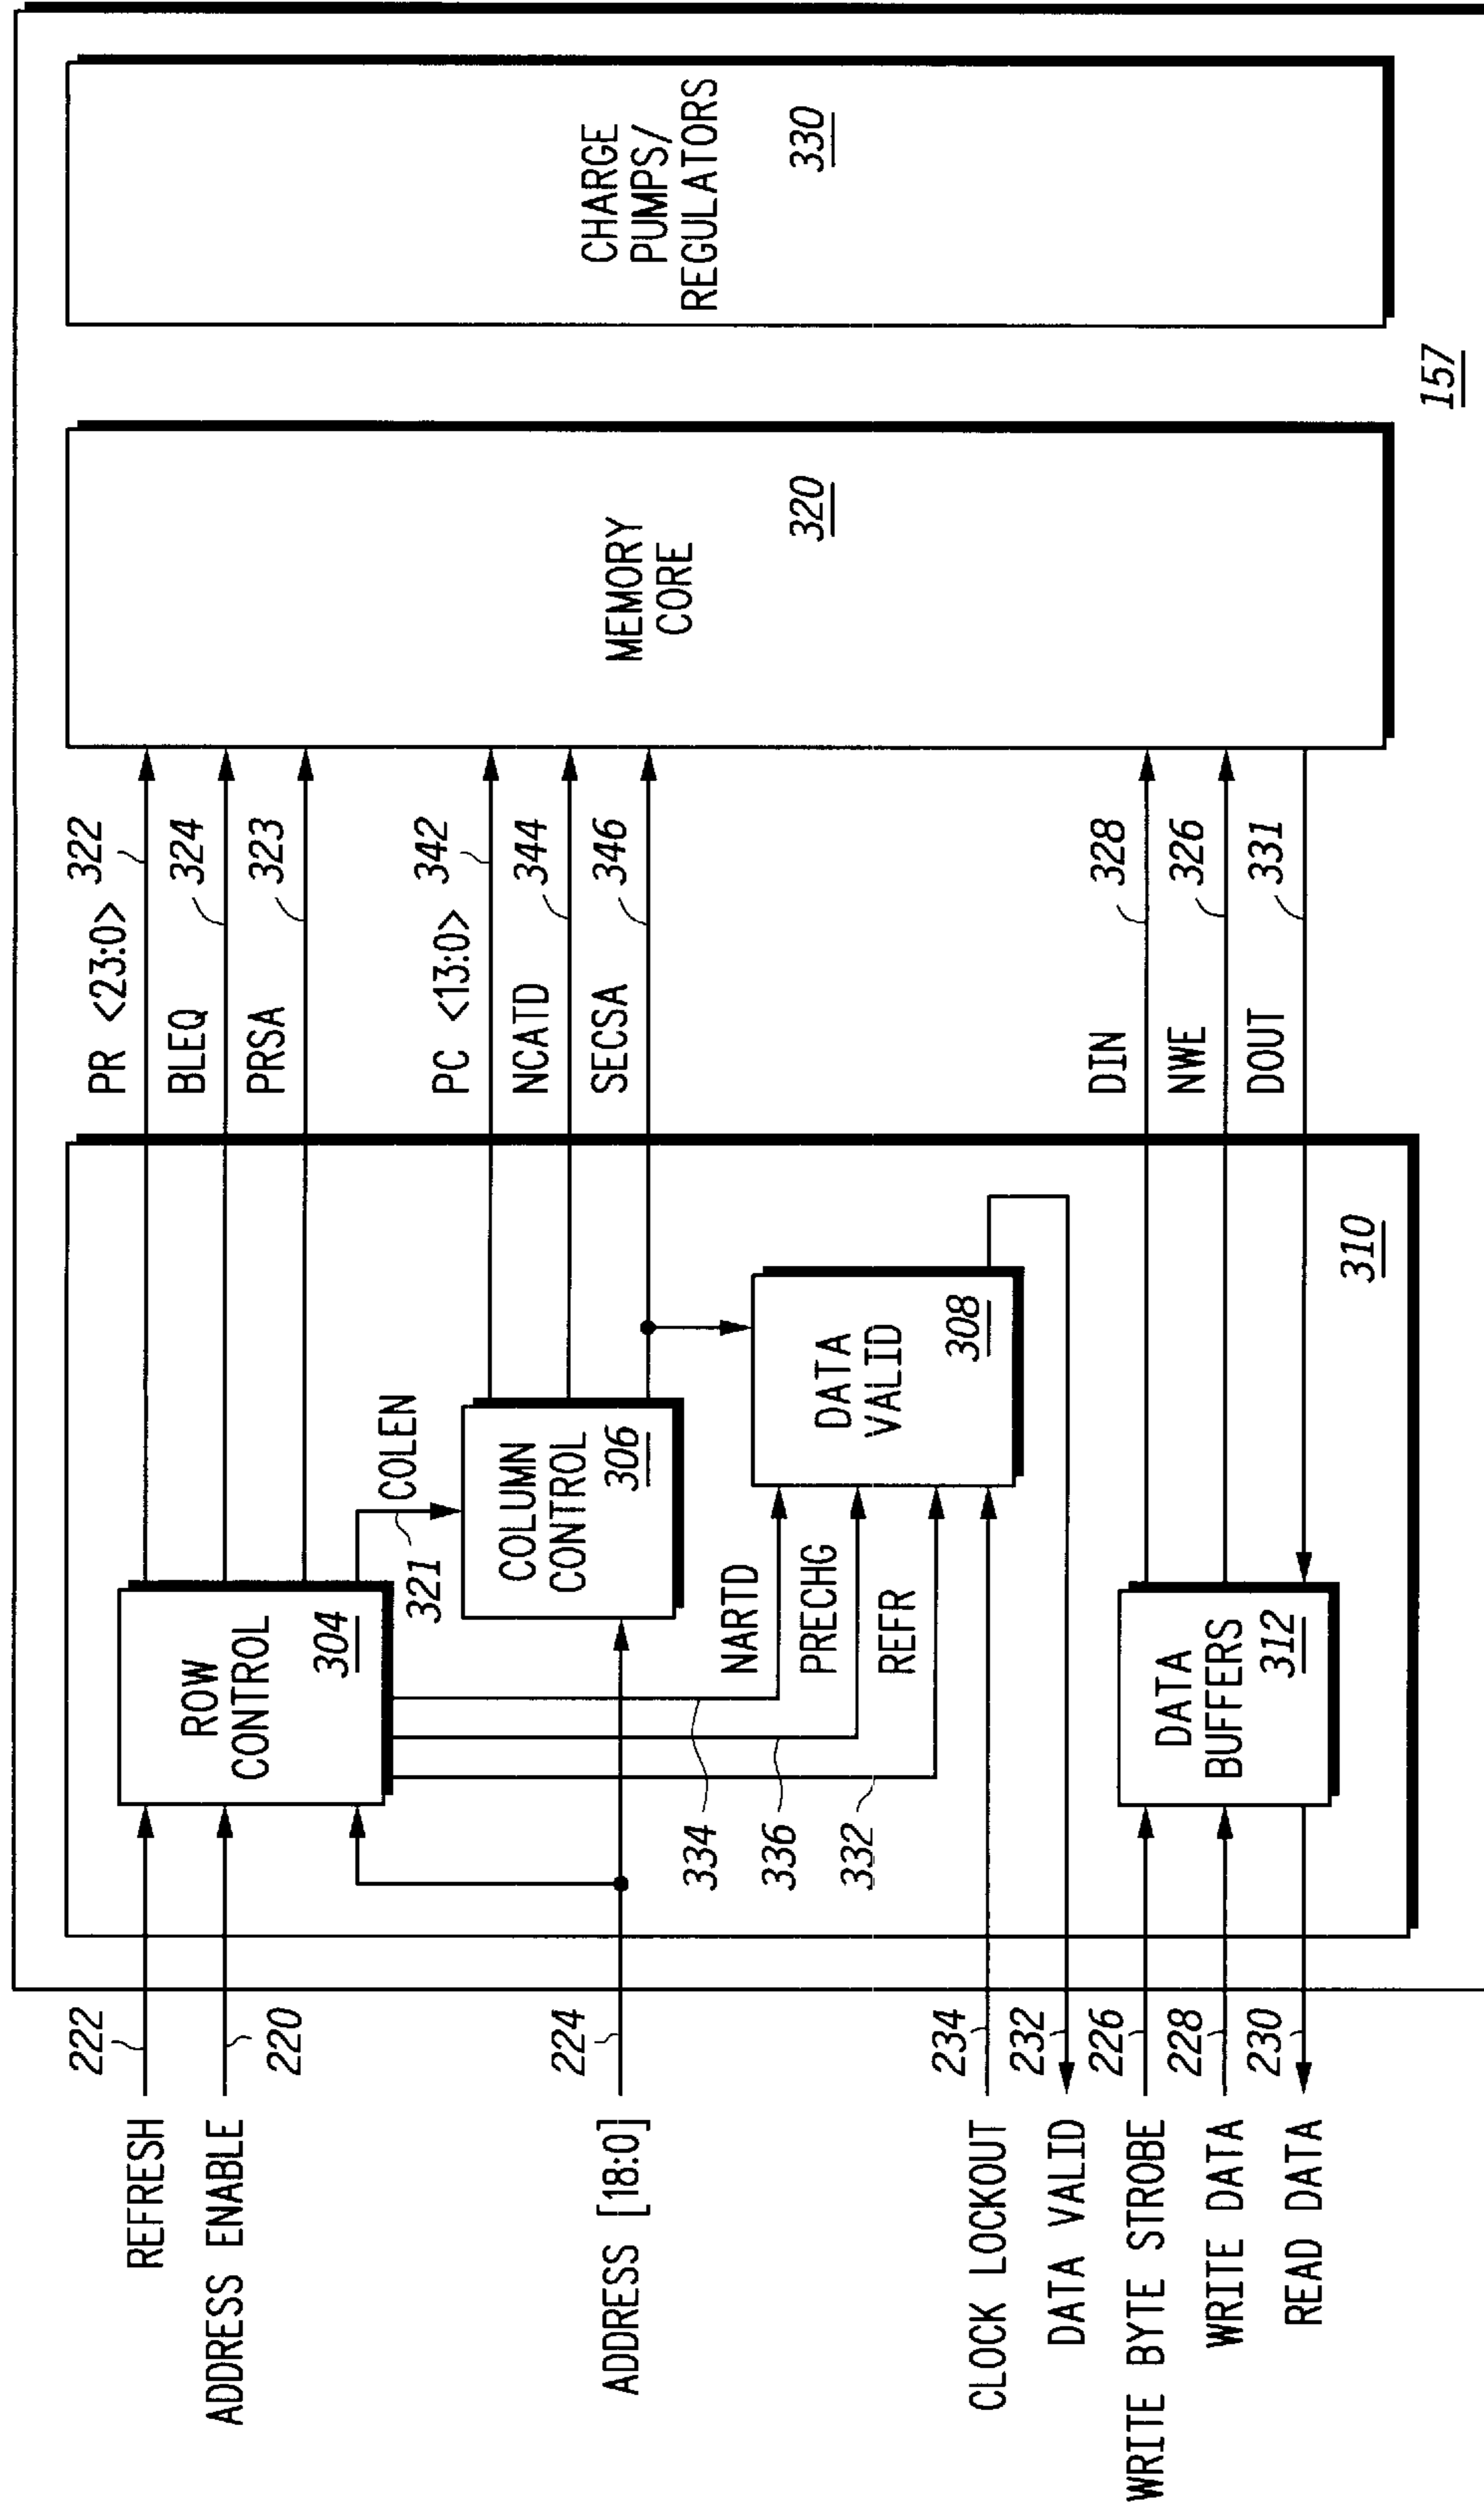 REFRESH
222
ADDRESS ENABLE
220
ADDRESS [18:0]
224
CLOCK LOCKOUT
234
DATA VALID
232
WRITE BYTE STROBE
226
WRITE DATA
228
READ DATA
230
ROW
CONTROL
304
COLEN
321
COLUMN
CONTROL
306
NARTD
PRECHG
REFR
334
336
332
DATA
VALID
308
DATA
BUFFERS
312
310
PR <23:0>
322
BLEQ
324
PRSA
323
PC <13:0>
342
NCATD
344
SECSA
346
DIN
328
NWE
326
DOUT
331
MEMORY
CORE
320
CHARGE
PUMPS/
REGULATORS
330
157